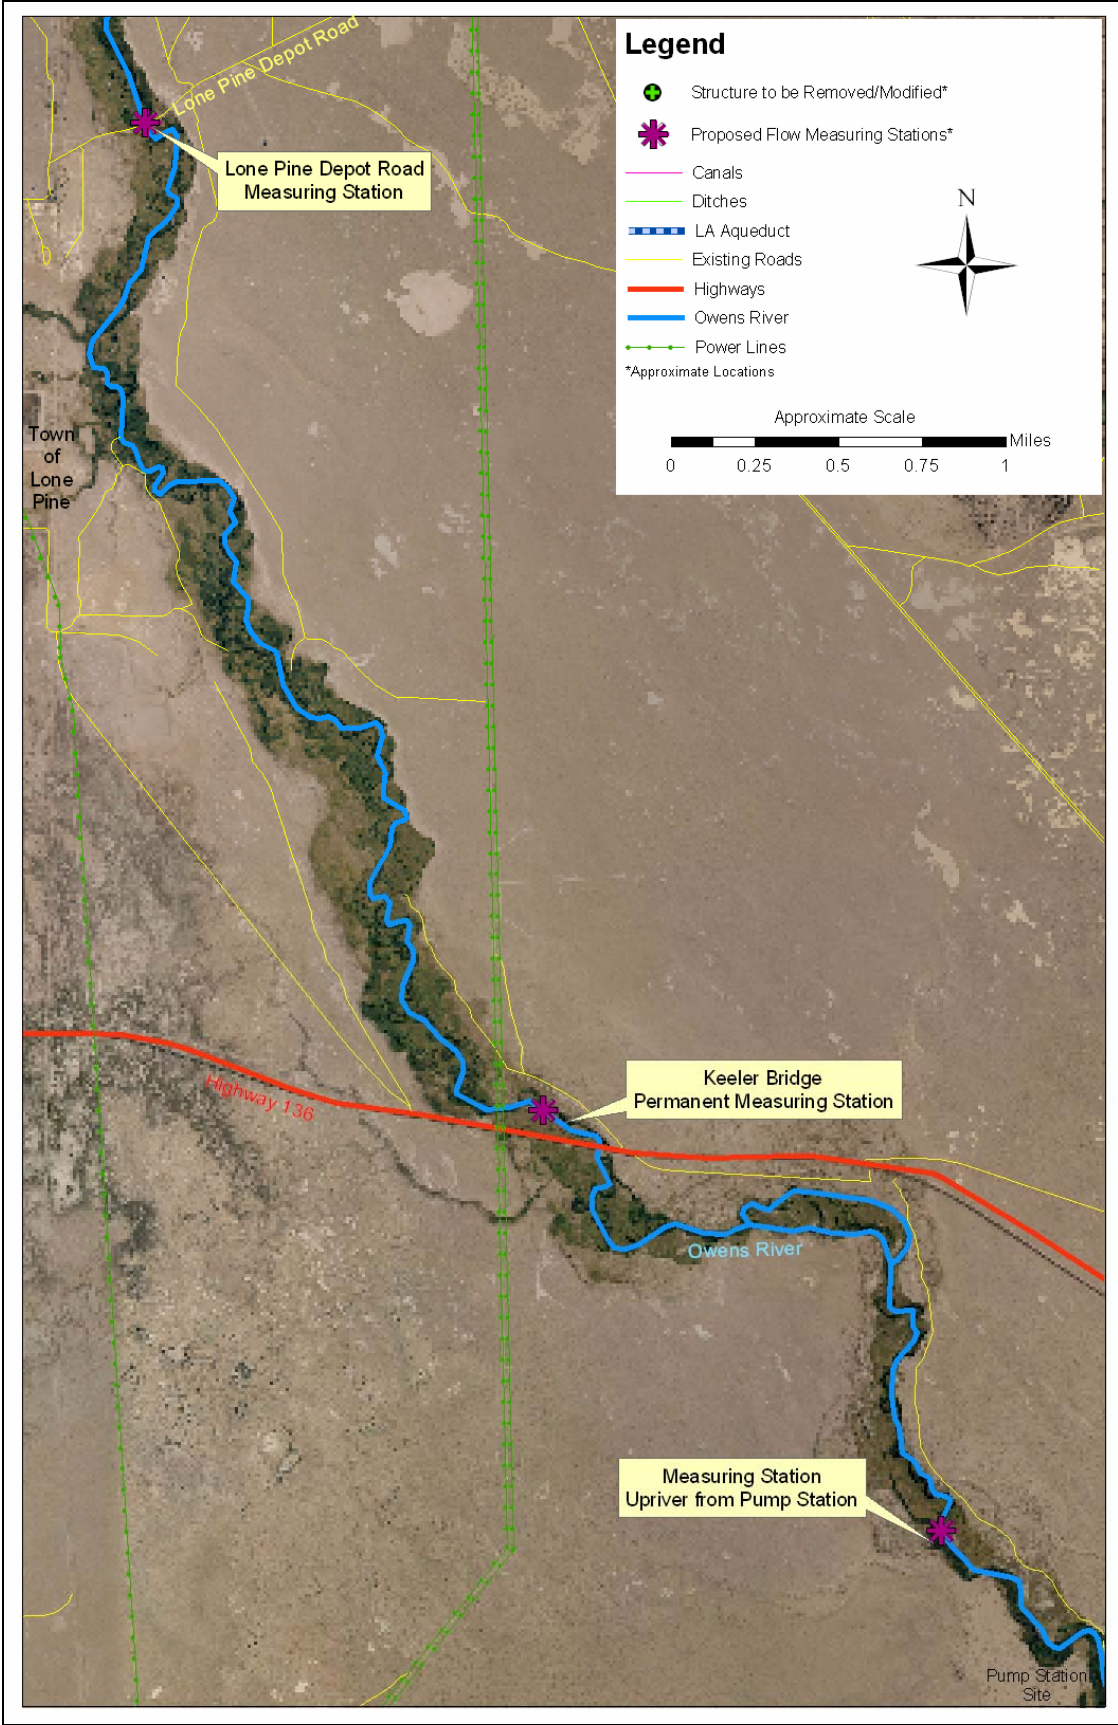 Lone Pine Depot Road
Lone Pine Depot Road
Measuring Station
Legend
Structure to be Removed/Modified*
Proposed Flow Measuring Stations*
Canals
Ditches
LA Aqueduct
Existing Roads
Highways
Owens River
Power Lines
*Approximate Locations
N
Approximate Scale
Miles
0 0.25 0.5 0.75 1
Town
of
Lone
Pine
Highway 136
Keeler Bridge
Permanent Measuring Station
Owens River
Measuring Station
Upriver from Pump Station
Pump Station
Site